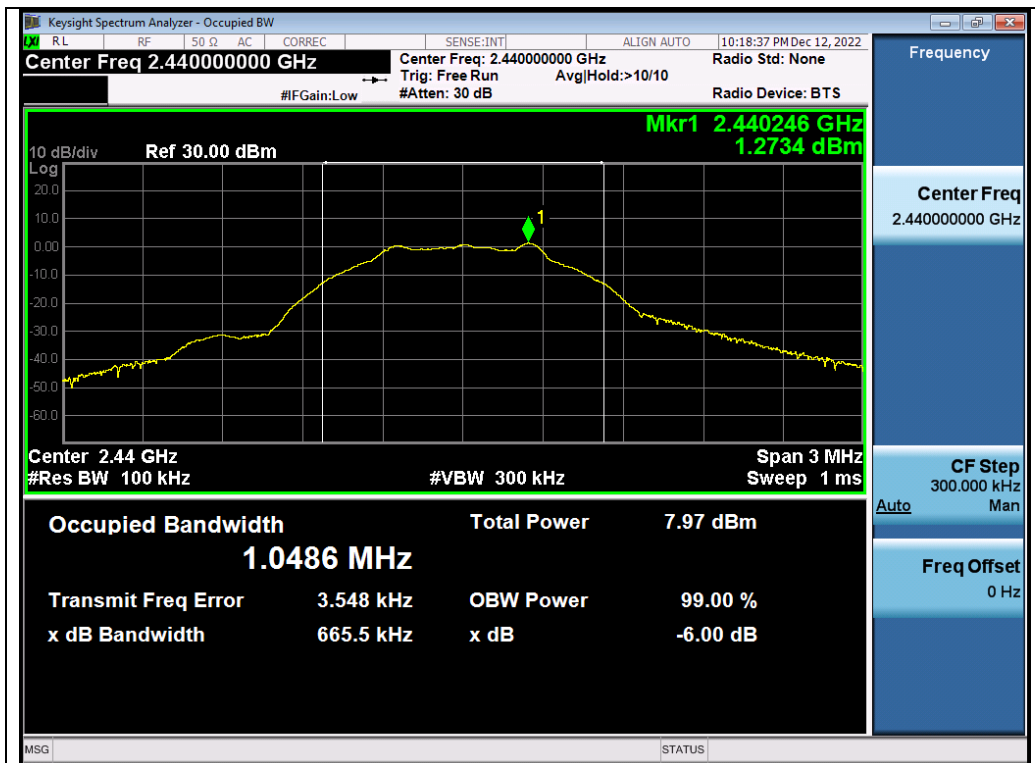 Keysight Spectrum Analyzer - Occupied BW
LXI RL RF 50 Ω AC CORREC SENSE:INT ALIGN AUTO 10:18:37 PM Dec 12, 2022
Center Freq 2.440000000 GHz
Center Freq: 2.440000000 GHz Radio Std: None
Trig: Free Run Avg|Hold:>10/10
#IFGain:Low #Atten: 30 dB Radio Device: BTS
Frequency
Mkr1 2.440246 GHz
1.2734 dBm
10 dB/div Ref 30.00 dBm
Log
20.0
10.0
0.00
-10.0
-20.0
-30.0
-40.0
-50.0
-60.0
1
Center 2.44 GHz Span 3 MHz
#Res BW 100 kHz #VBW 300 kHz Sweep 1 ms
Center Freq
2.440000000 GHz
CF Step
300.000 kHz
Auto Man
Freq Offset
0 Hz
Occupied Bandwidth Total Power 7.97 dBm
1.0486 MHz
Transmit Freq Error 3.548 kHz OBW Power 99.00 %
x dB Bandwidth 665.5 kHz x dB -6.00 dB
MSG STATUS